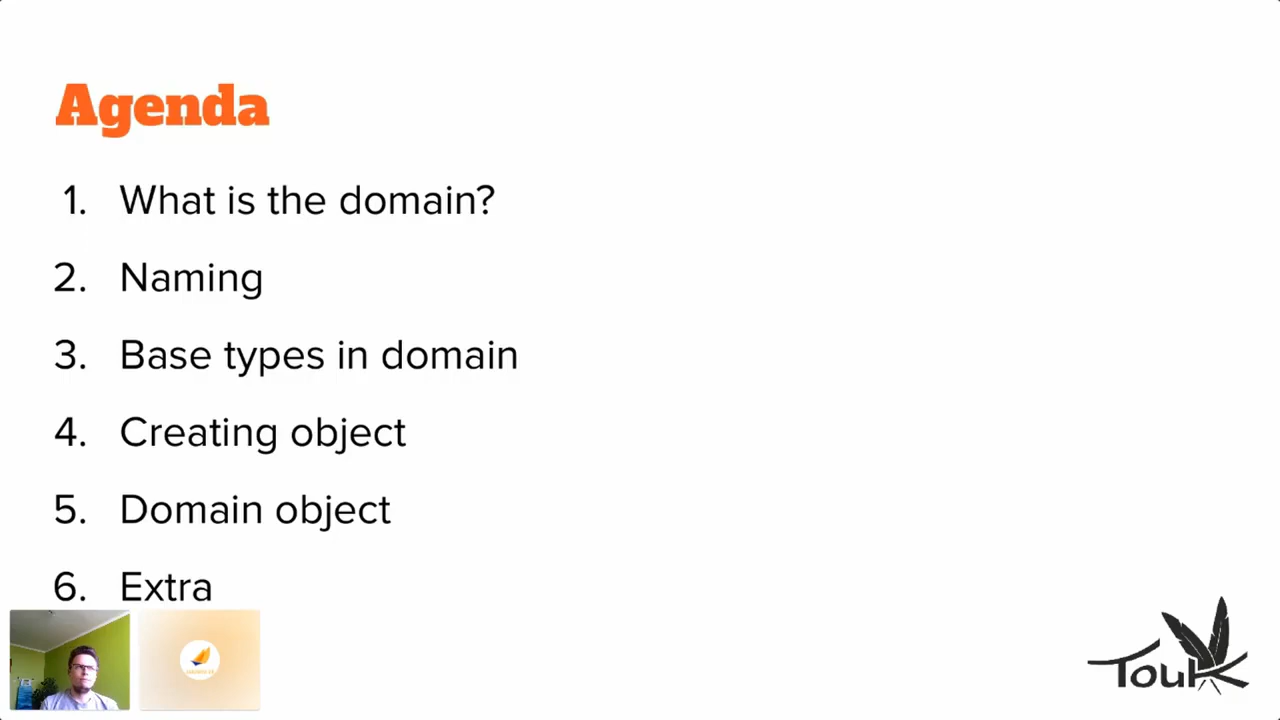 Agenda
1. What is the domain?
2. Naming
3. Base types in domain
4. Creating object
5. Domain object
6. Extra
Touk